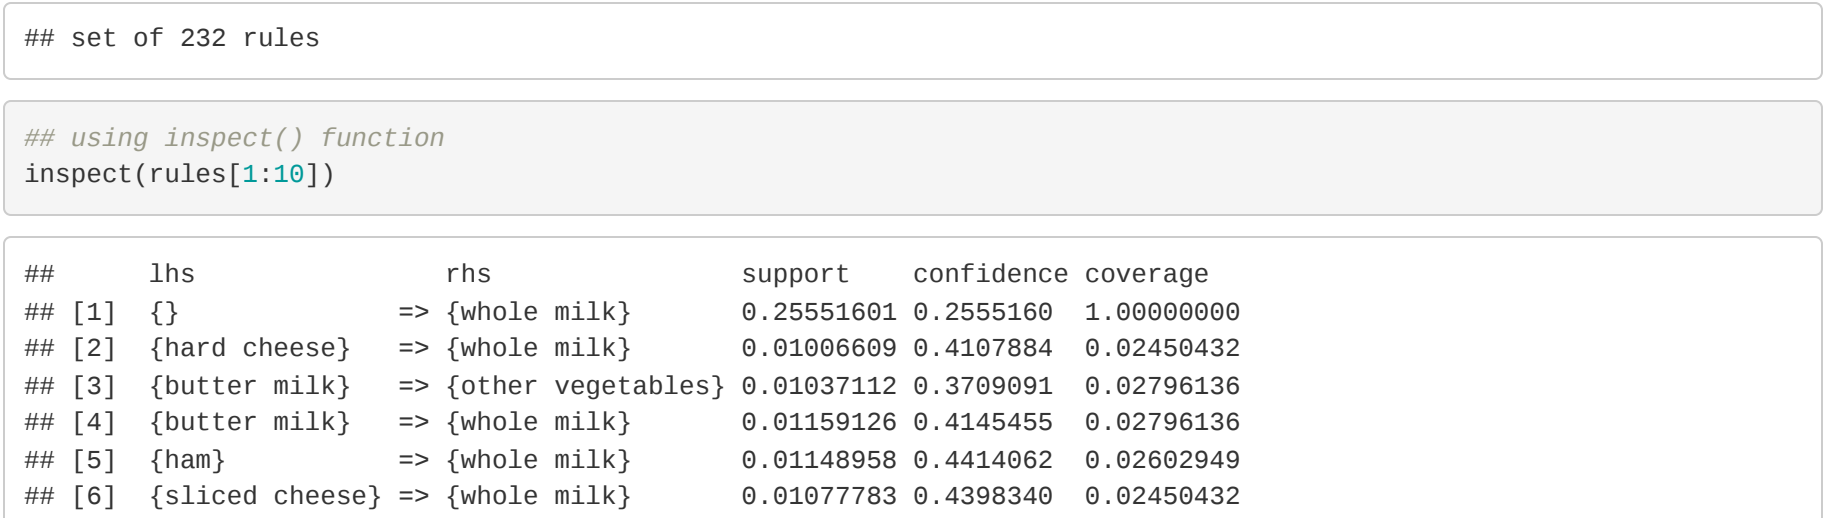 ## set of 232 rules
## using inspect() function
inspect(rules[1:10])
##      lhs                rhs                support    confidence coverage
## [1]  {}              => {whole milk}       0.25551601 0.2555160  1.00000000
## [2]  {hard cheese}   => {whole milk}       0.01006609 0.4107884  0.02450432
## [3]  {butter milk}   => {other vegetables} 0.01037112 0.3709091  0.02796136
## [4]  {butter milk}   => {whole milk}       0.01159126 0.4145455  0.02796136
## [5]  {ham}           => {whole milk}       0.01148958 0.4414062  0.02602949
## [6]  {sliced cheese} => {whole milk}       0.01077783 0.4398340  0.02450432